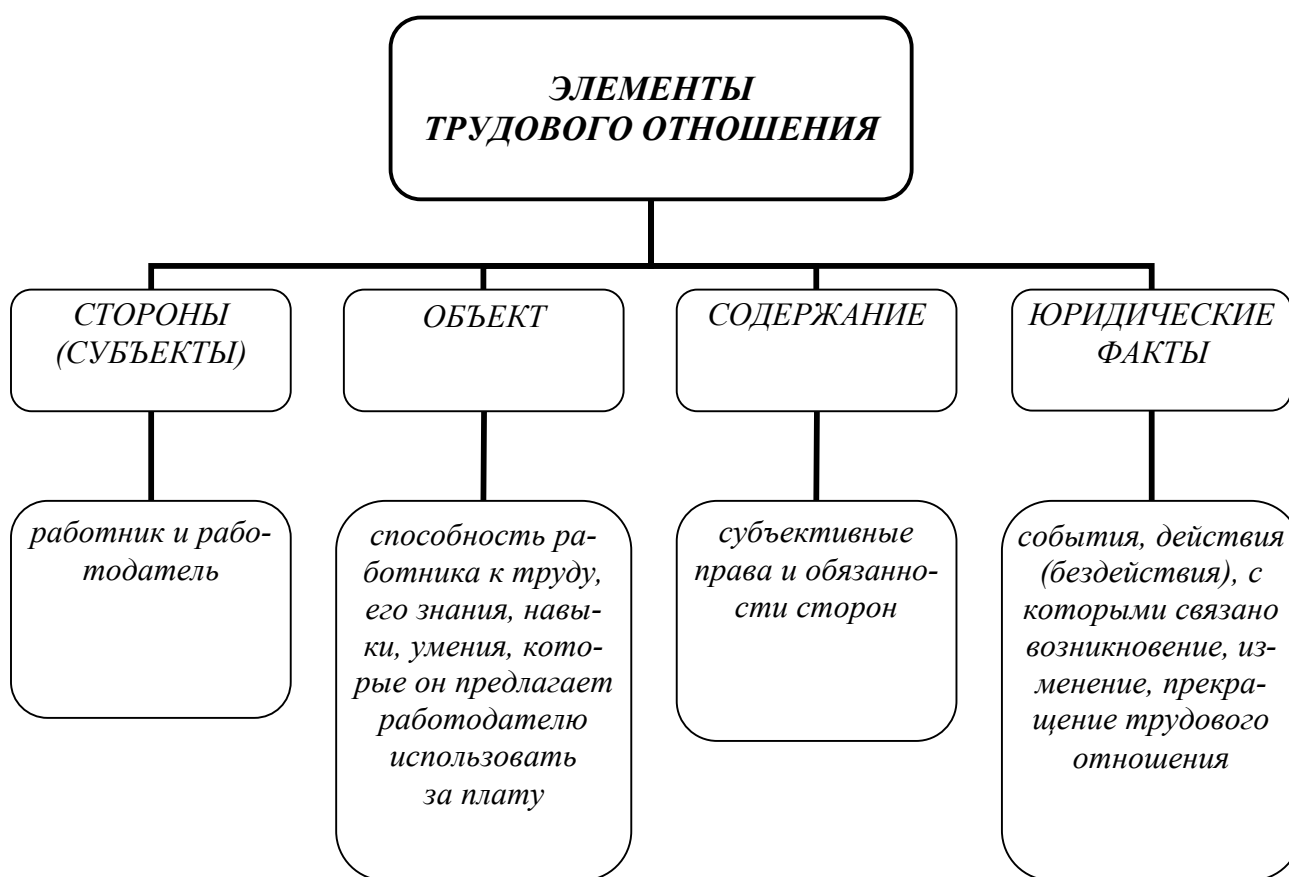 ЭЛЕМЕНТЫ
ТРУДОВОГО ОТНОШЕНИЯ
СТОРОНЫ
(СУБЪЕКТЫ)
ОБЪЕКТ
СОДЕРЖАНИЕ
ЮРИДИЧЕСКИЕ
ФАКТЫ
работник и рабо-
тодатель
способность ра-
ботника к труду,
его знания, навы-
ки, умения, кото-
рые он предлагает
работодателю
использовать
за плату
субъективные
права и обязанно-
сти сторон
события, действия
(бездействия), с
которыми связано
возникновение, из-
менение, прекра-
щение трудового
отношения